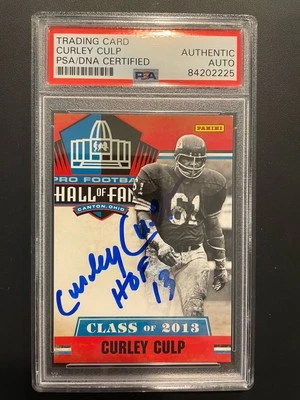 TRADING CARD
CURLEY CULP
PSA/DNA CERTIFIED
AUTHENTIC
AUTO
84202225
PSA
PANINI
PRO FOOTBALL
HALL OF FAME
CANTON, OHIO
61
61
Curley Culp
HOF 13
CLASS OF 2013
CURLEY CULP